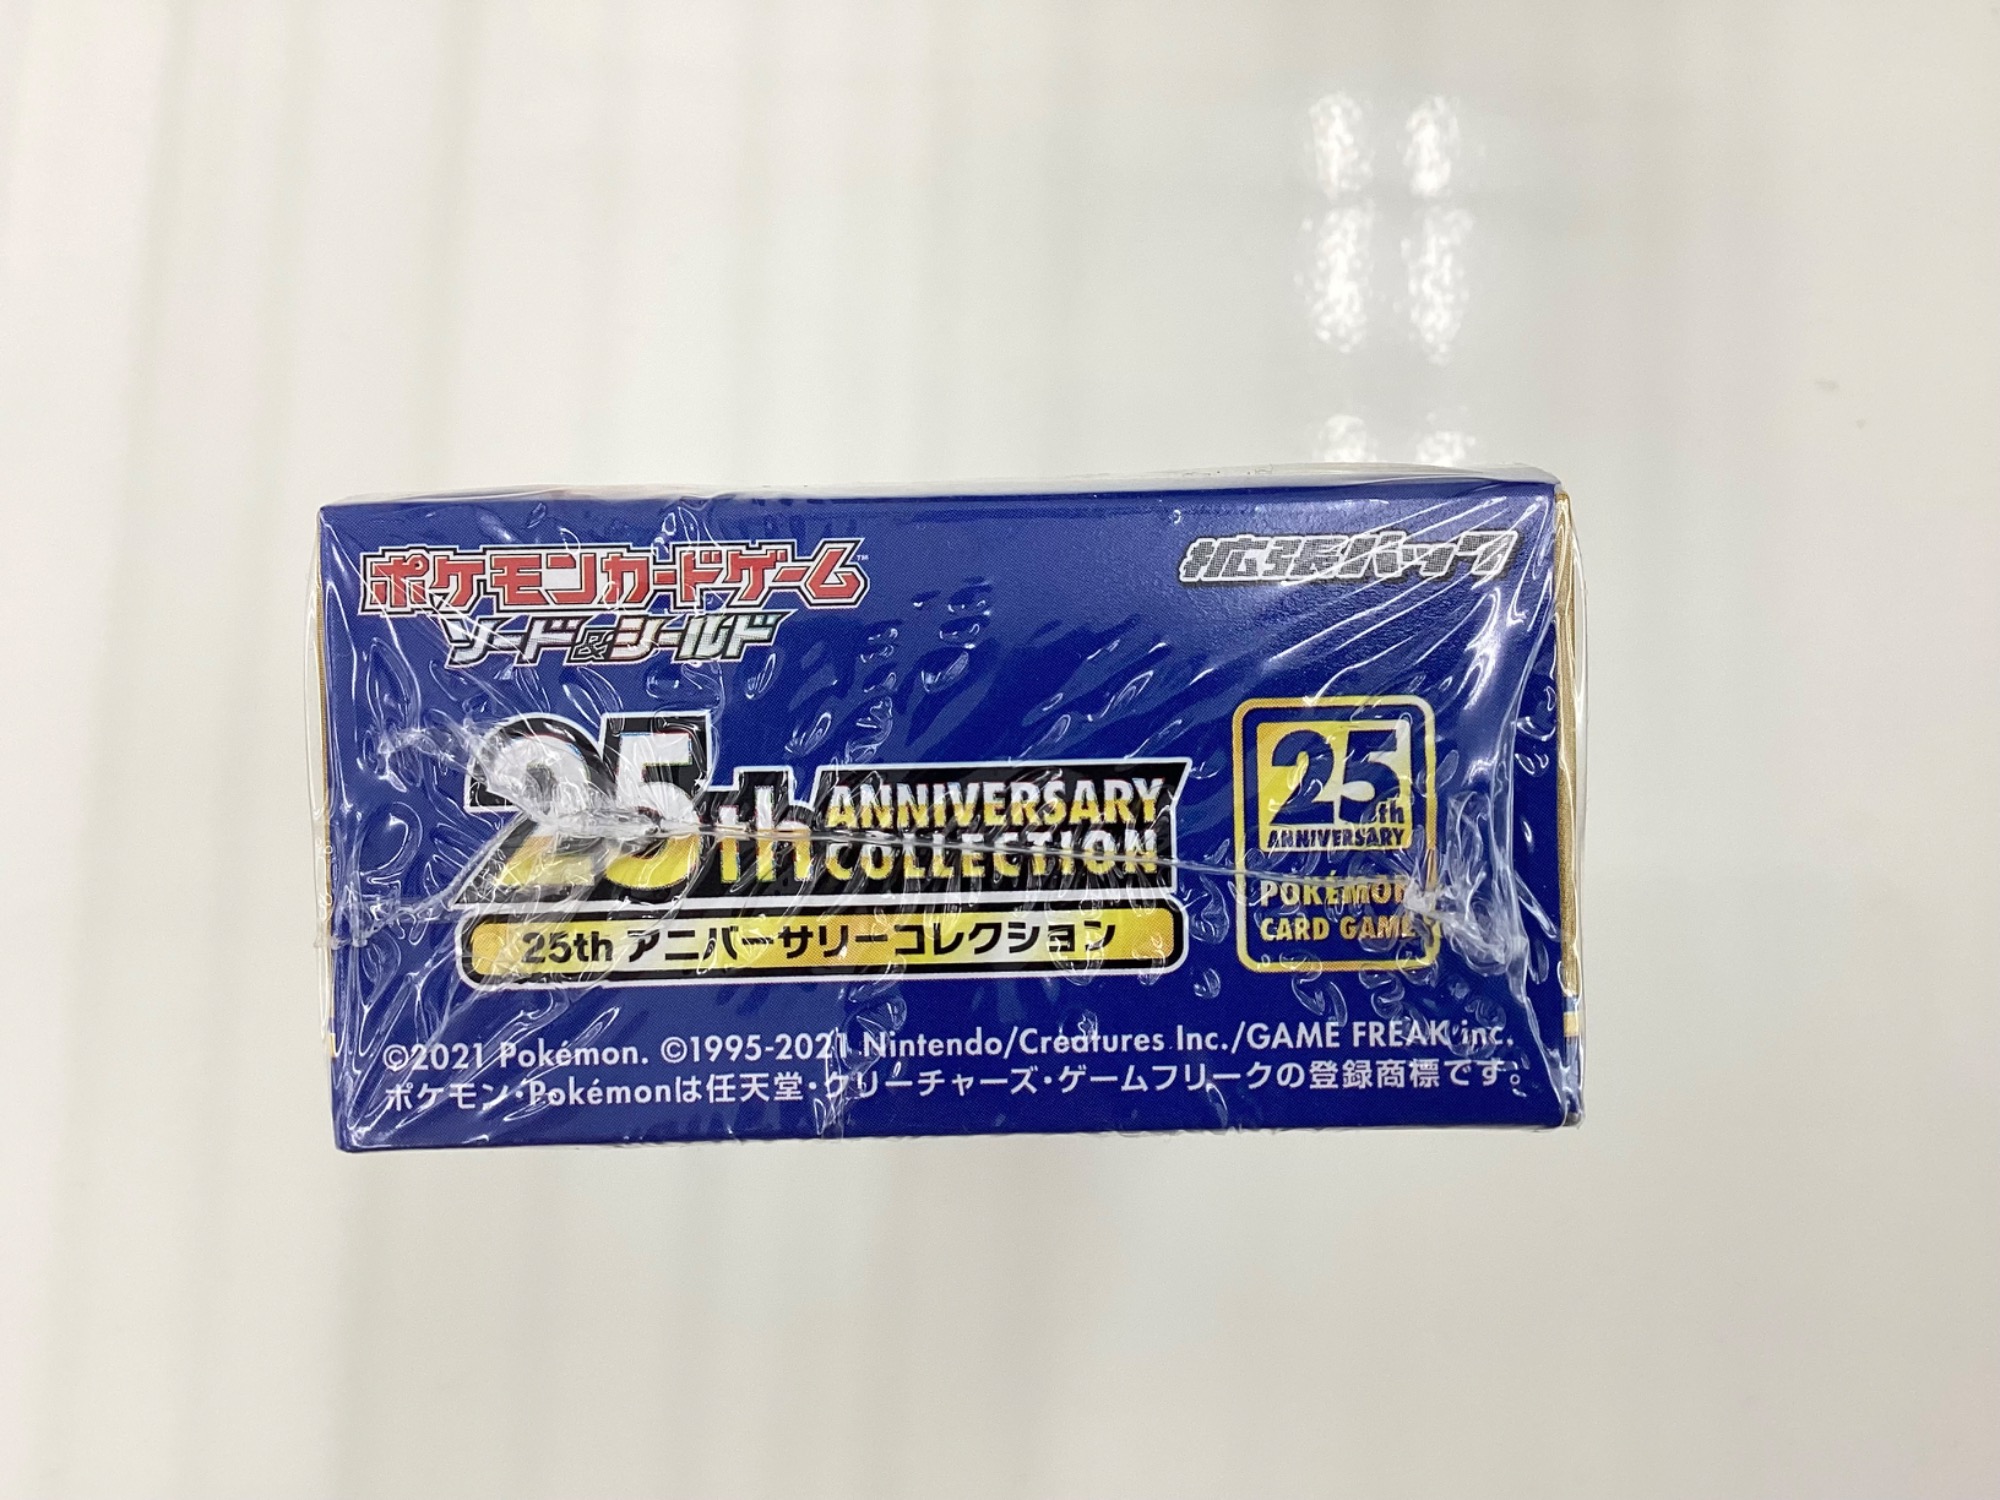 ポケモンカードゲーム™
ソード&シールド
拡張パック
25th ANNIVERSARY COLLECTION
25th アニバーサリーコレクション
25th
ANNIVERSARY
POKÉMON
CARD GAME
©2021 Pokémon. ©1995-2021 Nintendo/Creatures Inc./GAME FREAK inc.
ポケモン・Pokémonは任天堂・クリーチャーズ・ゲームフリークの登録商標です。